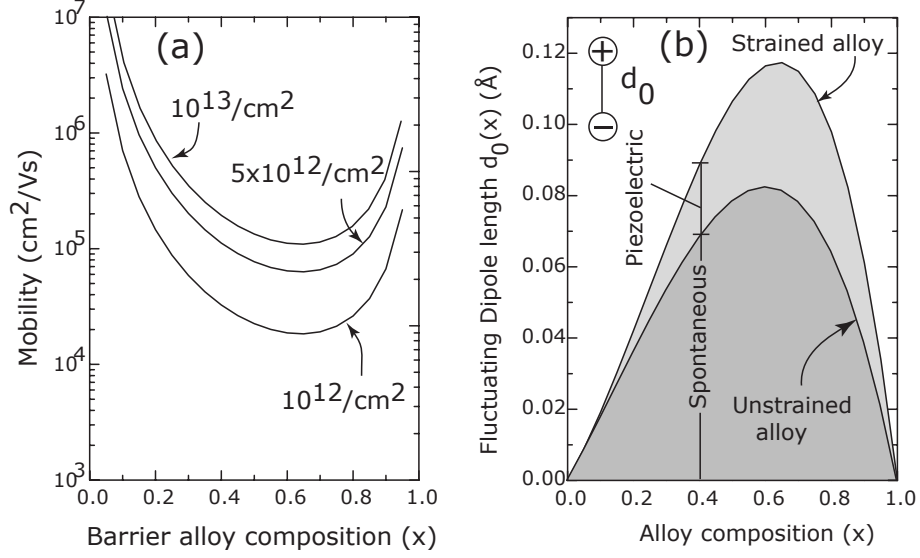 (a)
10^7
10^6
10^5
10^4
10^3
Mobility (cm^2/Vs)
10^13/cm^2
5x10^12/cm^2
10^12/cm^2
0.0 0.2 0.4 0.6 0.8 1.0
Barrier alloy composition (x)
(b)
0.12
0.10
0.08
0.06
0.04
0.02
0.00
Fluctuating Dipole length d_0(x) (Å)
+
−
d_0
Strained alloy
Piezoelectric
Spontaneous
Unstrained
alloy
0.0 0.2 0.4 0.6 0.8 1.0
Alloy composition (x)